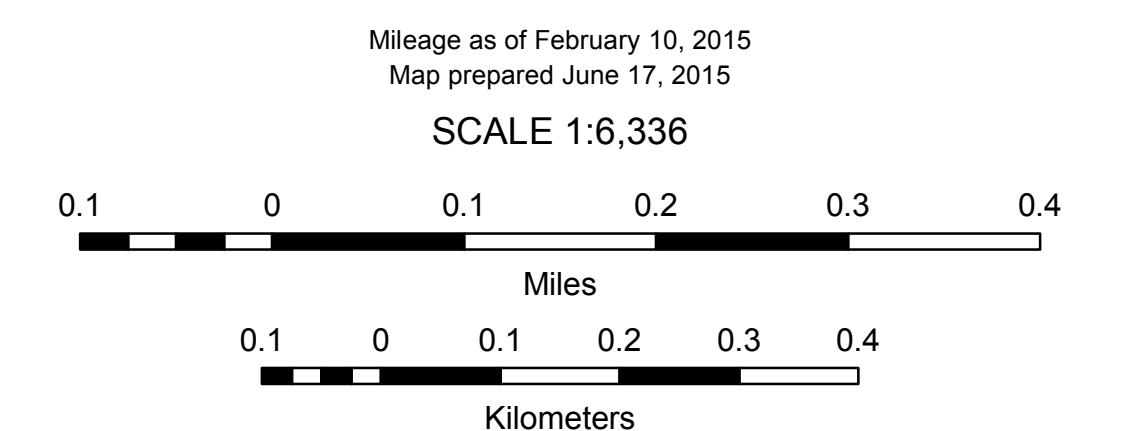 Mileage as of February 10, 2015
Map prepared June 17, 2015
SCALE 1:6,336
0.1 0 0.1 0.2 0.3 0.4
Miles
0.1 0 0.1 0.2 0.3 0.4
Kilometers